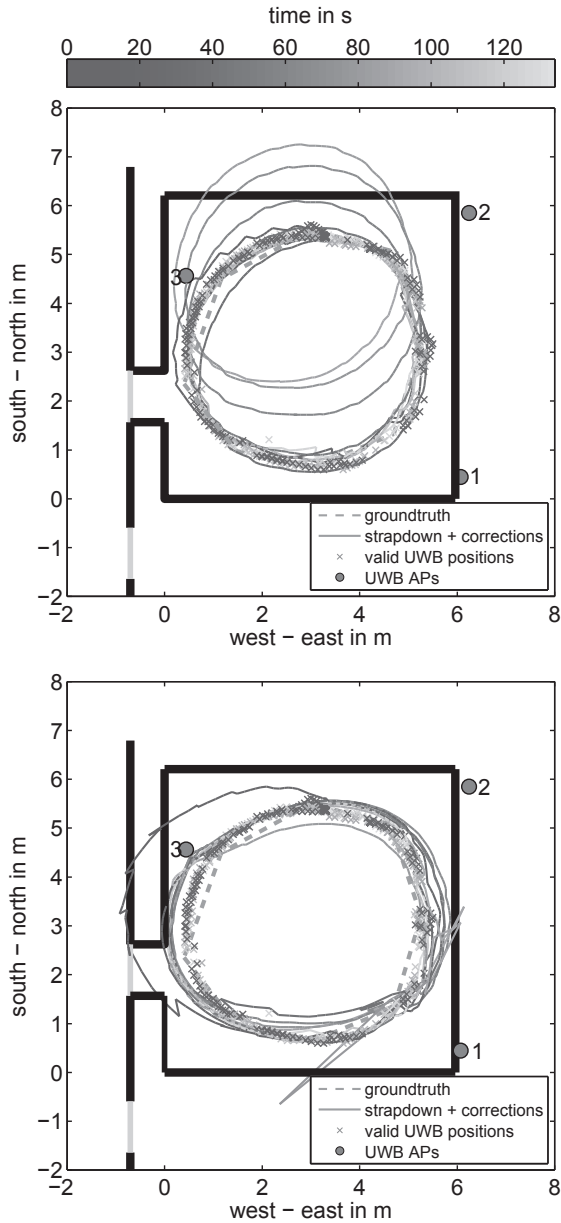 time in s
0 20 40 60 80 100 120
8
7
6
5
4
3
2
1
0
−1
−2
−2 0 2 4 6 8
south − north in m
west − east in m
2
3
1
groundtruth
strapdown + corrections
valid UWB positions
UWB APs
8
7
6
5
4
3
2
1
0
−1
−2
−2 0 2 4 6 8
south − north in m
west − east in m
2
3
1
groundtruth
strapdown + corrections
valid UWB positions
UWB APs